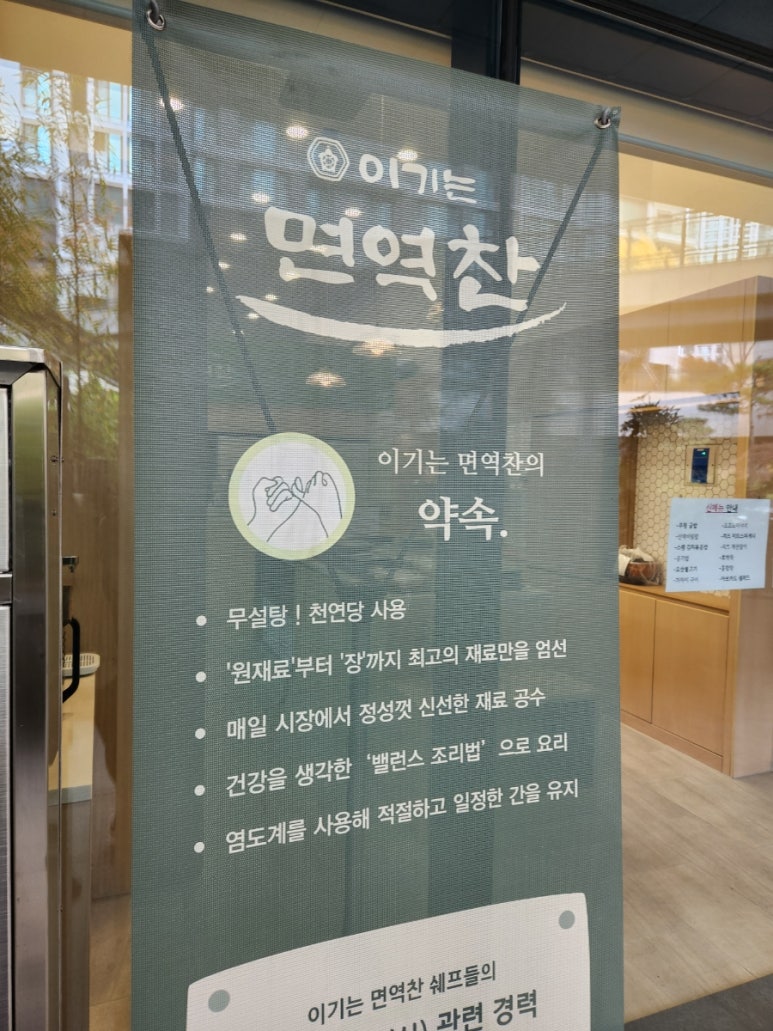 이기는
면역찬
이기는 면역찬의
약속.
• 무설탕 ! 천연당 사용
• '원재료'부터 '장'까지 최고의 재료만을 엄선
• 매일 시장에서 정성껏 신선한 재료 공수
• 건강을 생각한 ‘밸런스 조리법’ 으로 요리
• 염도계를 사용해 적절하고 일정한 간을 유지
이기는 면역찬 쉐프들의
관련 경력
안내